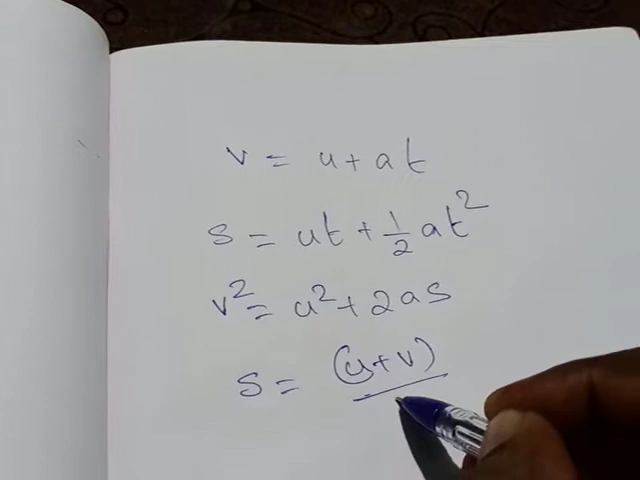 v = u + at
s = ut + 1/2 at²
v² = u² + 2as
s = (u+v)